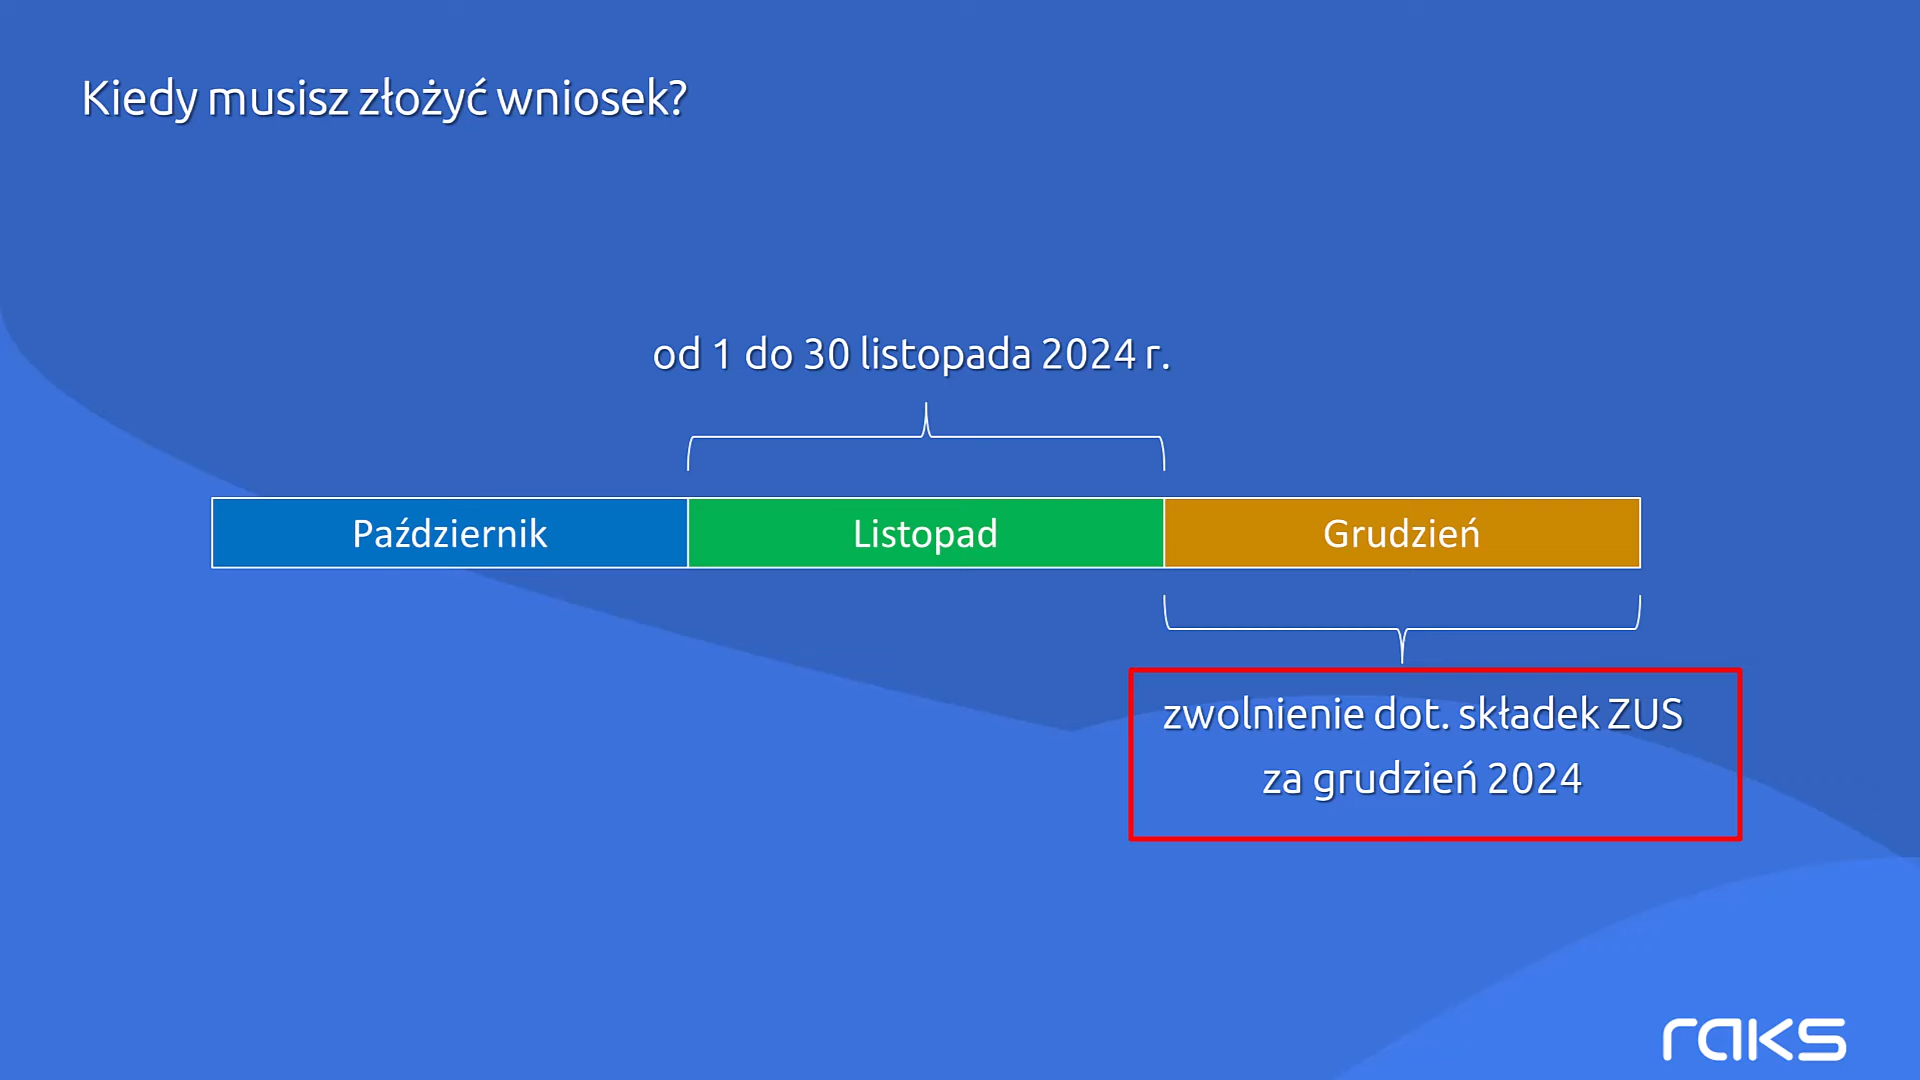 Kiedy musisz złożyć wniosek?
od 1 do 30 listopada 2024 r.
Październik
Listopad
Grudzień
zwolnienie dot. składek ZUS
za grudzień 2024
raks